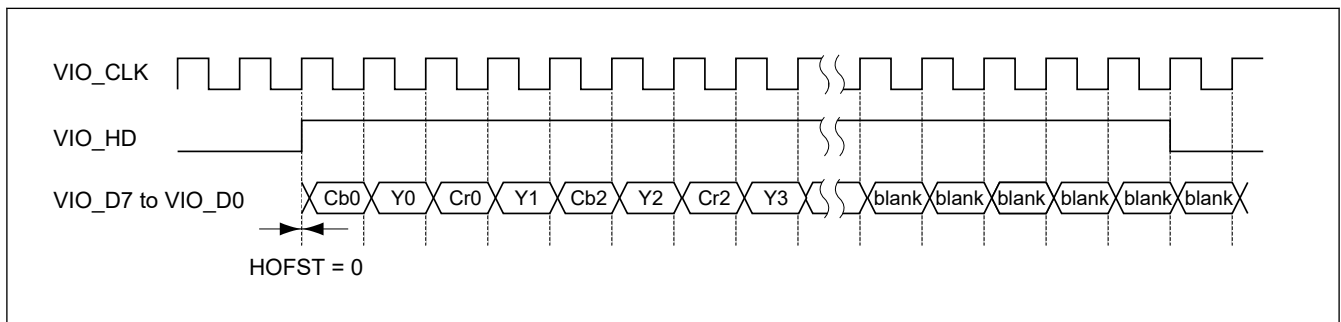 VIO_CLK
VIO_HD
VIO_D7 to VIO_D0 Cb0 Y0 Cr0 Y1 Cb2 Y2 Cr2 Y3 blank blank blank blank blank blank
HOFST = 0